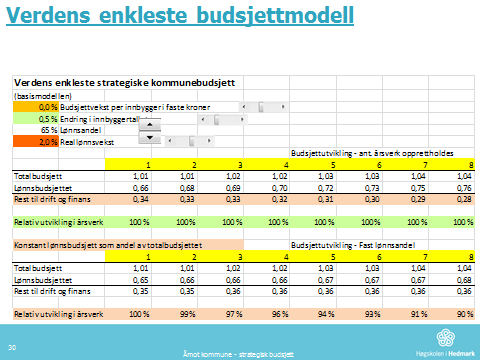 Verdens enkleste budsjettmodell
Verdens enkleste strategiske kommunebudsjett
(basismodellen)
0,0 % Budsjettvekst per innbygger i faste kroner
0,5 % Endring i innbyggertall
65 % Lønnsandel
2,0 % Reallønnsvekst
Budsjettutvikling - ant. årsverk opprettholdes
1 2 3 4 5 6 7 8
Totalbudsjett 1,01 1,01 1,02 1,02 1,03 1,03 1,04 1,04
Lønnsbudsjettet 0,66 0,68 0,69 0,70 0,72 0,73 0,75 0,76
Rest til drift og finans 0,34 0,33 0,33 0,32 0,31 0,30 0,29 0,28
Relativ utvikling i årsverk 100 % 100 % 100 % 100 % 100 % 100 % 100 % 100 %
Konstant lønnsbudsjett som andel av totalbudsjettet Budsjettutvikling - Fast lønnsandel
1 2 3 4 5 6 7 8
Totalbudsjett 1,01 1,01 1,02 1,02 1,03 1,03 1,04 1,04
Lønnsbudsjettet 0,65 0,66 0,66 0,66 0,67 0,67 0,67 0,68
Rest til drift og finans 0,35 0,35 0,36 0,36 0,36 0,36 0,36 0,36
Relativ utvikling i årsverk 100 % 99 % 97 % 96 % 94 % 93 % 91 % 90 %
30
Åmot kommune - strategisk budsjett
Høgskolen i Hedmark